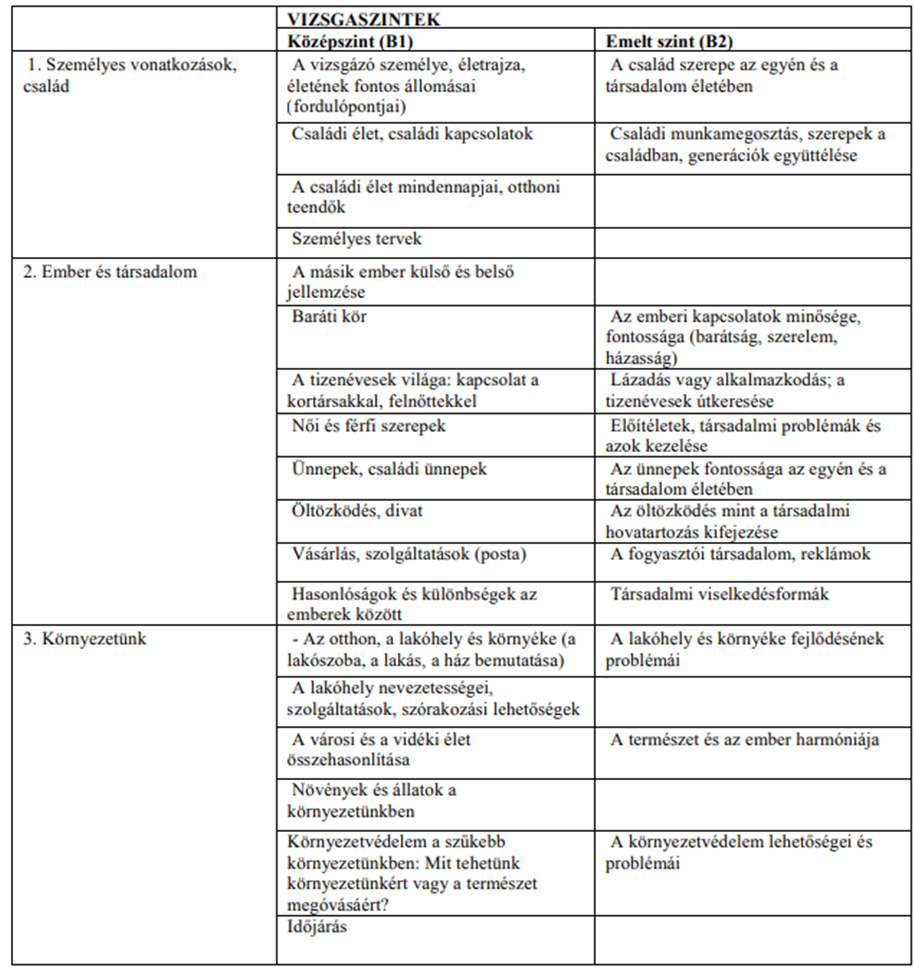 VIZSGASZINTEK
Középszint (B1)
Emelt szint (B2)
1. Személyes vonatkozások,
család
A vizsgázó személye, életrajza,
életének fontos állomásai
(fordulópontjai)
A család szerepe az egyén és a
társadalom életében
Családi élet, családi kapcsolatok
Családi munkamegosztás, szerepek a
családban, generációk együttélése
A családi élet mindennapjai, otthoni
teendők
Személyes tervek
2. Ember és társadalom
A másik ember külső és belső
jellemzése
Baráti kör
Az emberi kapcsolatok minősége,
fontossága (barátság, szerelem,
házasság)
A tizenévesek világa: kapcsolat a
kortársakkal, felnőttekkel
Lázadás vagy alkalmazkodás; a
tizenévesek útkeresése
Női és férfi szerepek
Előítéletek, társadalmi problémák és
azok kezelése
Ünnepek, családi ünnepek
Az ünnepek fontossága az egyén és a
társadalom életében
Öltözködés, divat
Az öltözködés mint a társadalmi
hovatartozás kifejezése
Vásárlás, szolgáltatások (posta)
A fogyasztói társadalom, reklámok
Hasonlóságok és különbségek az
emberek között
Társadalmi viselkedésformák
3. Környezetünk
- Az otthon, a lakóhely és környéke (a
lakószoba, a lakás, a ház bemutatása)
A lakóhely és környéke fejlődésének
problémái
A lakóhely nevezetességei,
szolgáltatások, szórakozási lehetőségek
A városi és a vidéki élet
összehasonlítása
A természet és az ember harmóniája
Növények és állatok a
környezetünkben
Környezetvédelem a szűkebb
környezetünkben: Mit tehetünk
környezetünkért vagy a természet
megóvásáért?
A környezetvédelem lehetőségei és
problémái
Időjárás